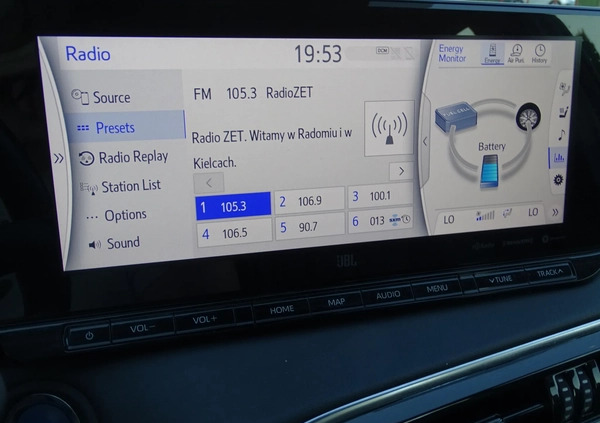 Radio
19:53
DCM
Source
Presets
Radio Replay
Station List
Options
Sound
FM 105.3 RadioZET
Radio ZET. Witamy w Radomiu i w
Kielcach.
1 105.3
2 106.9
3 100.1
4 106.5
5 90.7
6 013
Energy
Monitor
Energy
Air Puri.
History
Battery
LO
LO
JBL
VOL-
VOL+
HOME
MAP
AUDIO
MENU
TUNE
TRACK